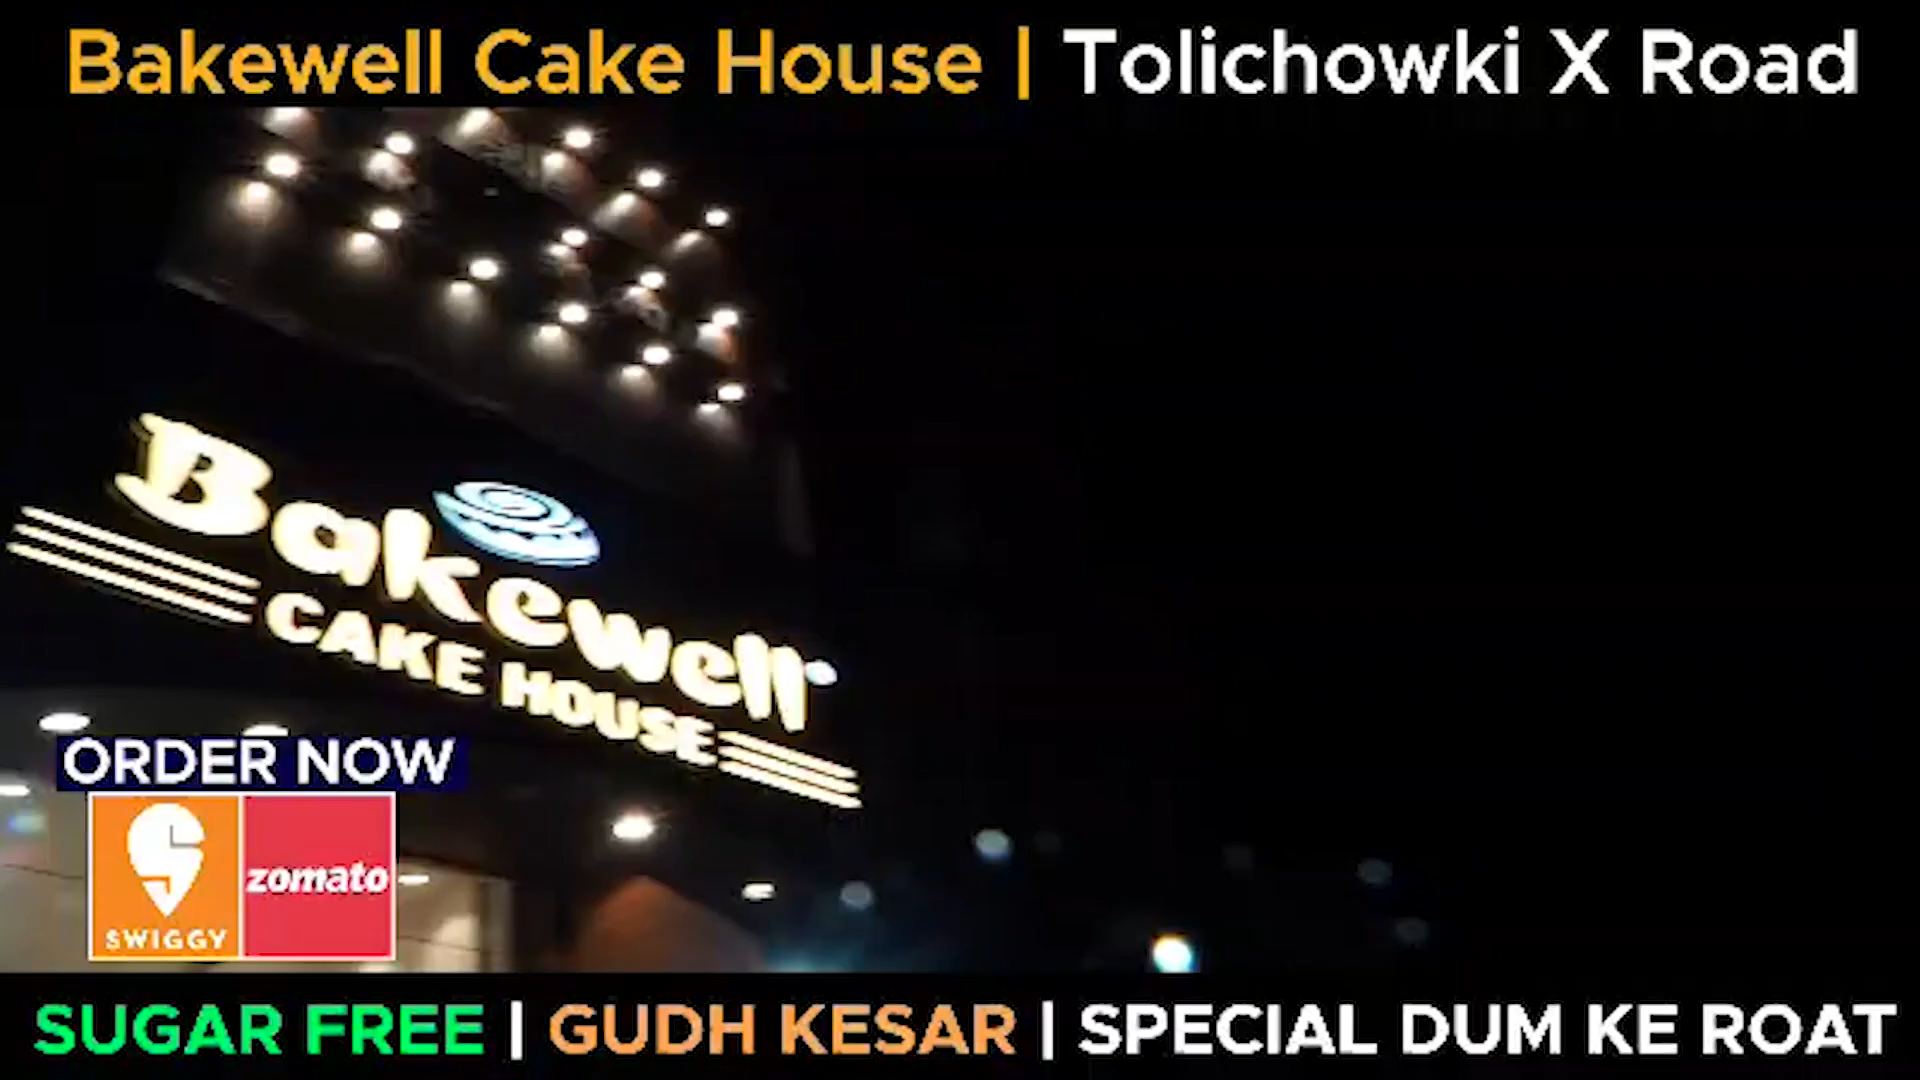 Bakewell Cake House | Tolichowki X Road
Bakewell
CAKE HOUSE
ORDER NOW
SWIGGY
zomato
SUGAR FREE | GUDH KESAR | SPECIAL DUM KE ROAT